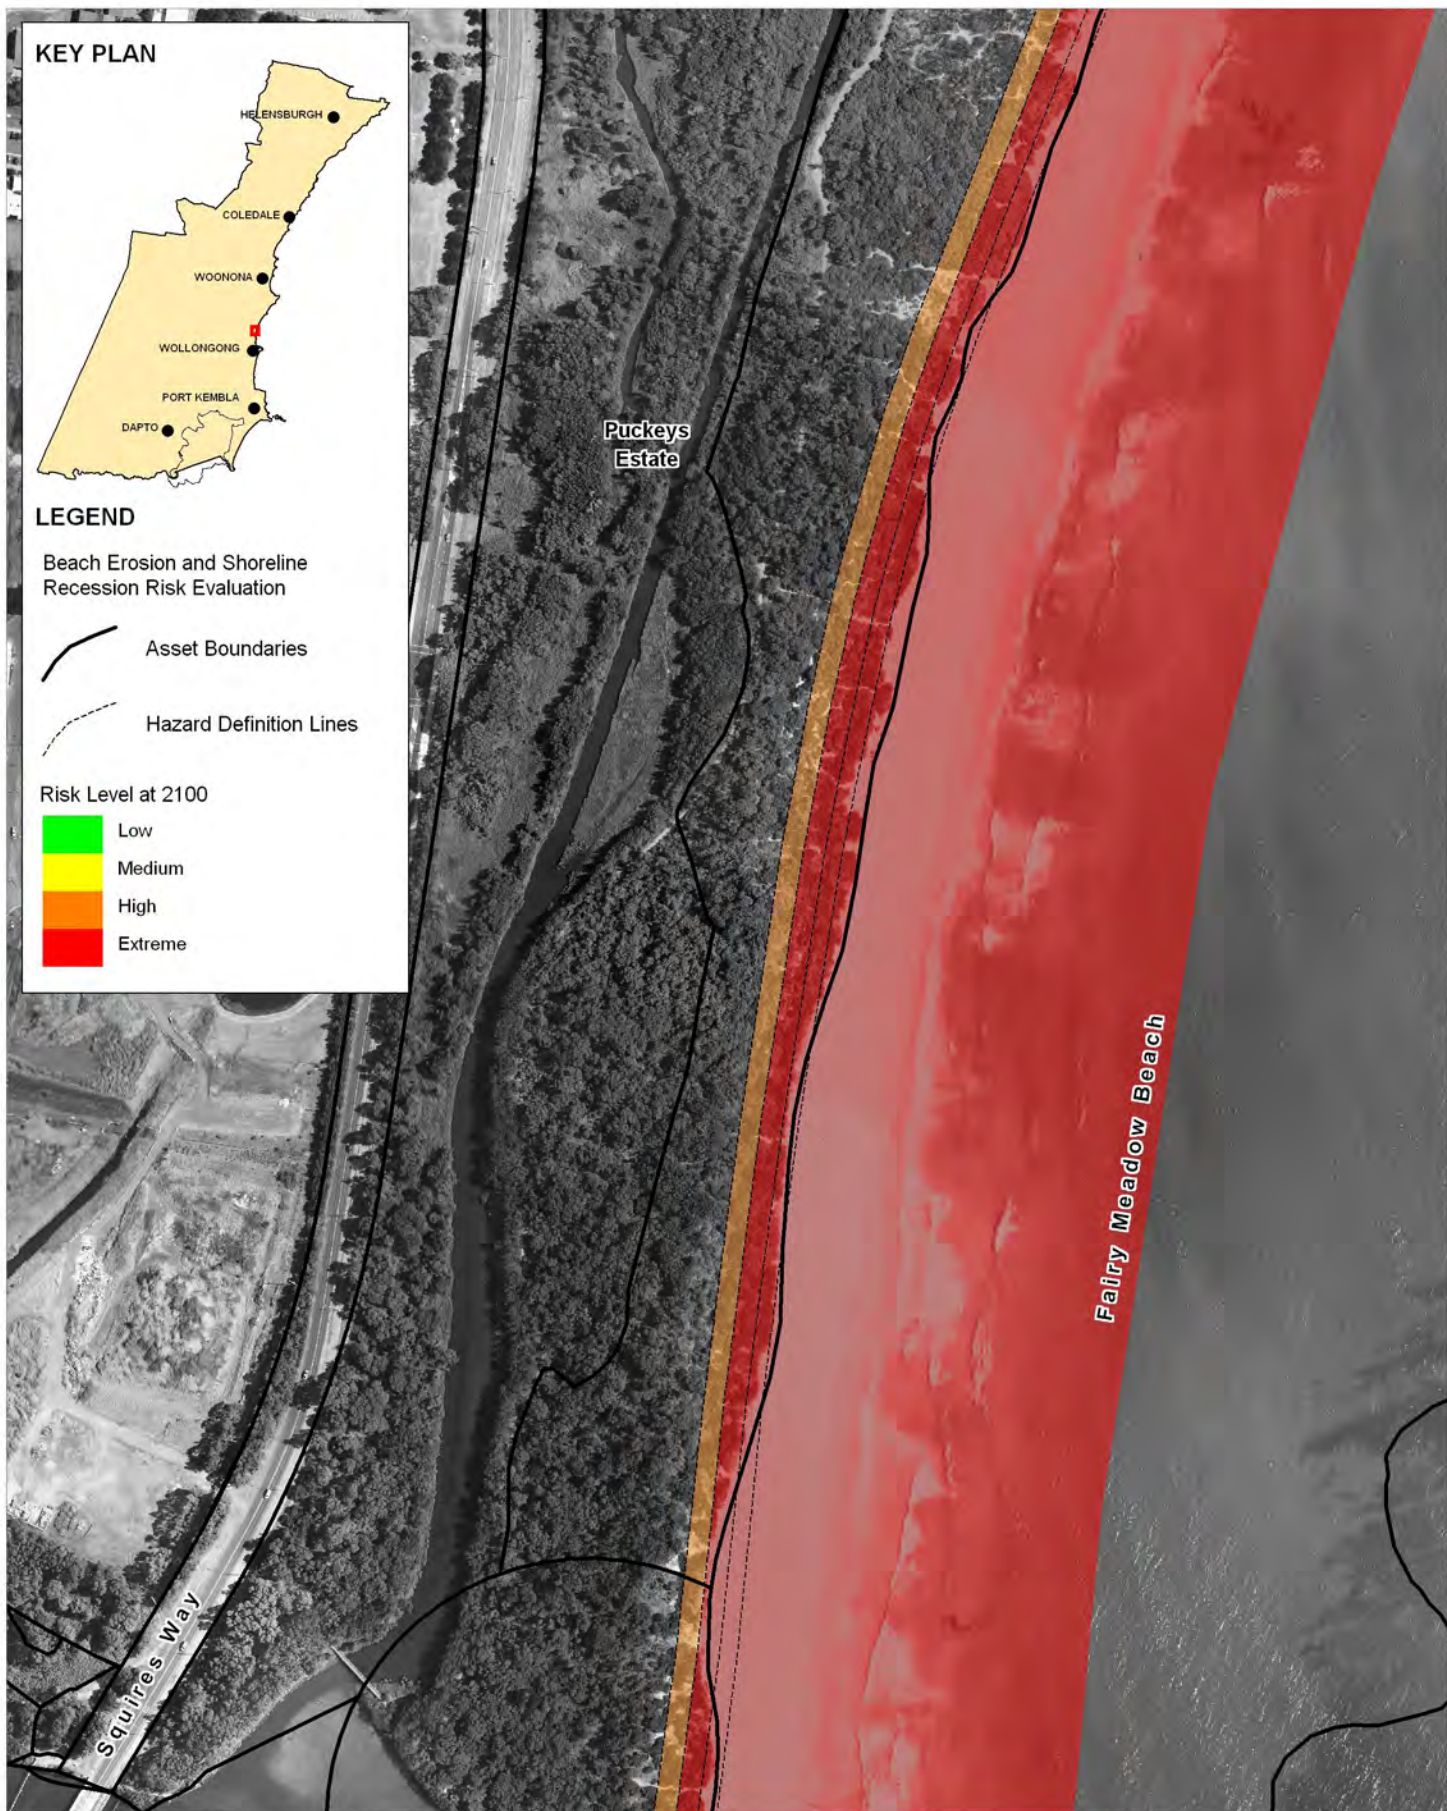 KEY PLAN
HELENSBURGH
COLEDALE
WOONONA
WOLLONGONG
PORT KEMBLA
DAPTO
LEGEND
Beach Erosion and Shoreline
Recession Risk Evaluation
Asset Boundaries
Hazard Definition Lines
Risk Level at 2100
Low
Medium
High
Extreme
Puckeys
Estate
Fairy Meadow Beach
Squires Way